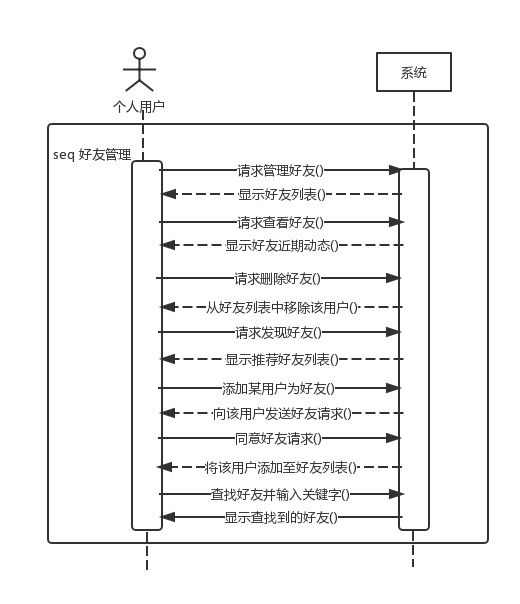 个人用户
系统
seq 好友管理
请求管理好友()
显示好友列表()
请求查看好友()
显示好友近期动态()
请求删除好友()
从好友列表中移除该用户()
请求发现好友()
显示推荐好友列表()
添加某用户为好友()
向该用户发送好友请求()
同意好友请求()
将该用户添加至好友列表()
查找好友并输入关键字()
显示查找到的好友()